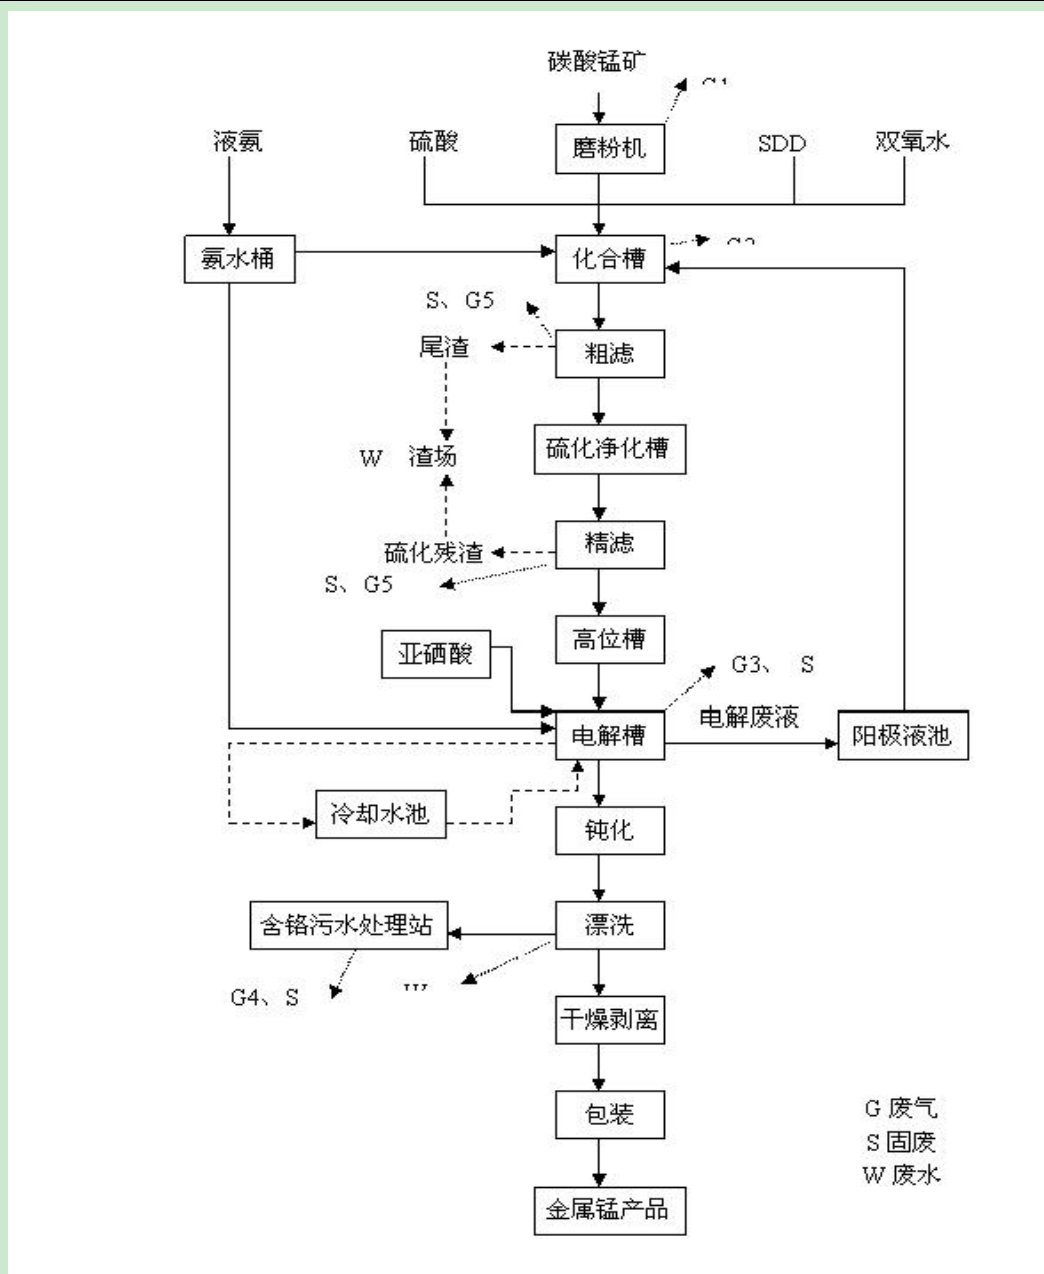 碳酸锰矿
液氨
硫酸
磨粉机
SDD
双氧水
氨水桶
化合槽
S、G5
尾渣
粗滤
W 渣场
硫化净化槽
硫化残渣
精滤
S、G5
高位槽
亚硒酸
G3、 S
电解废液
电解槽
阳极液池
冷却水池
钝化
含铬污水处理站
漂洗
G4、S
干燥剥离
包装
G 废气
S 固废
W 废水
金属锰产品